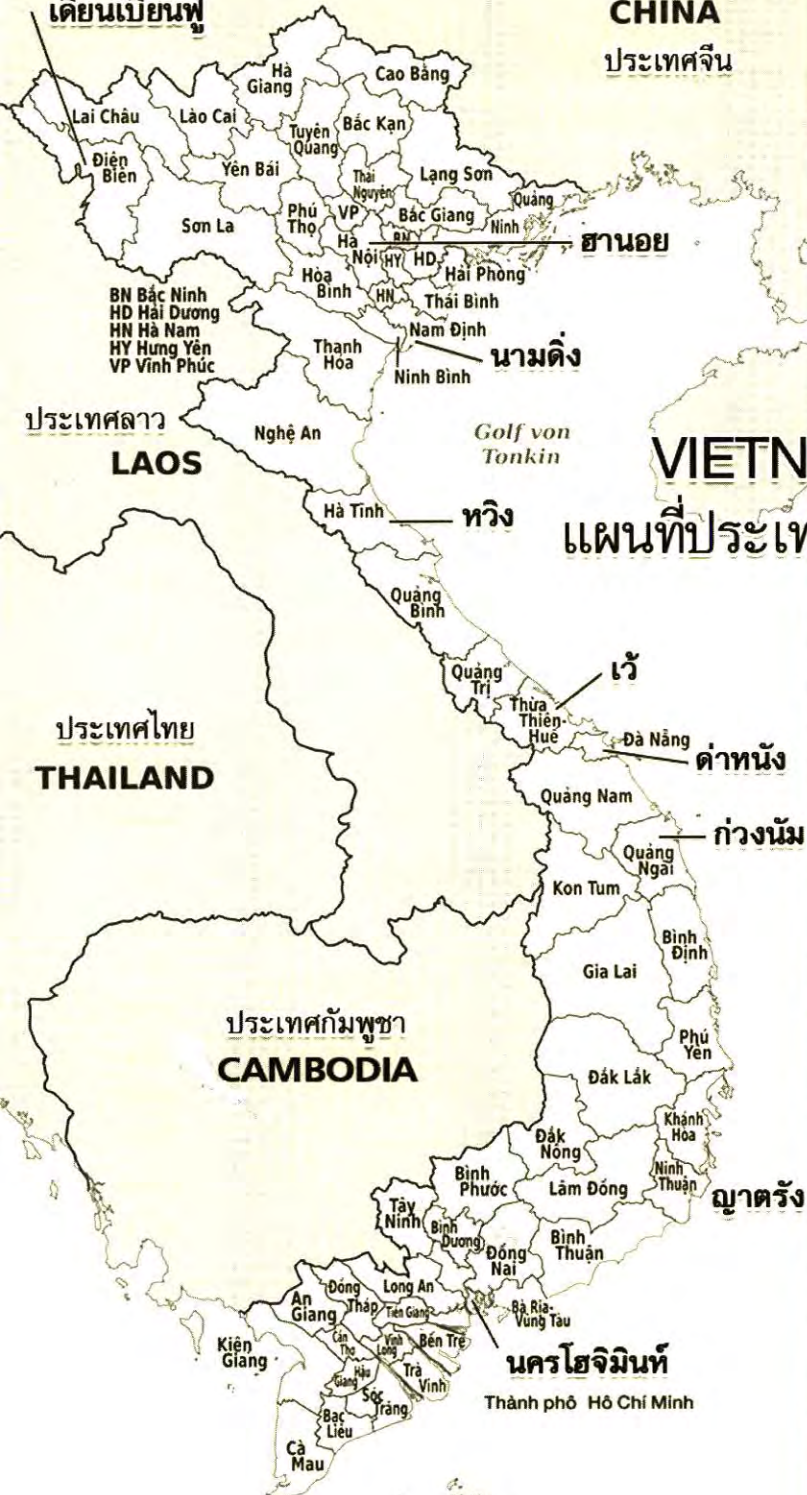 เดียนเบียนฟู
CHINA
ประเทศจีน
Hà
Giang
Cao Bằng
Lai Châu
Lào Cai
Tuyên
Quang
Bắc Kạn
Điện
Biên
Yên Bái
Thái
Nguyên
Lạng Sơn
Sơn La
Phú
Thọ
VP
Bắc Giang
Quảng
Ninh
BN
Hà
Nội
HY
HD
Hải Phòng
ฮานอย
Hòa
Bình
HN
Thái Bình
BN Bắc Ninh
HD Hải Dương
HN Hà Nam
HY Hưng Yên
VP Vĩnh Phúc
Nam Định
นามดิ่ง
Thanh
Hóa
Ninh Bình
ประเทศลาว
LAOS
Nghệ An
Golf von
Tonkin
VIETN
แผนที่ประเท
Hà Tĩnh
หวิง
Quảng
Bình
Quảng
Trị
เว้
Thừa
Thiên-
Huế
Đà Nẵng
ด่าหนัง
ประเทศไทย
THAILAND
Quảng Nam
ก่วงนัม
Quảng
Ngãi
Kon Tum
Bình
Định
Gia Lai
ประเทศกัมพูชา
CAMBODIA
Phú
Yên
Đắk Lắk
Khánh
Hòa
Đắk
Nông
Bình
Phước
Lâm Đồng
Ninh
Thuận
ญาตรัง
Tây
Ninh
Bình
Dương
Đồng
Nai
Bình
Thuận
An
Giang
Đồng
Tháp
Long An
Tiền Giang
Bà Rịa-
Vũng Tàu
Kiên
Giang
Cần
Thơ
Vĩnh
Long
Bến Tre
Hậu
Giang
Trà
Vinh
Sóc
Trăng
Bạc
Liêu
Cà
Mau
นครโฮจิมินท์
Thành phố Hồ Chí Minh